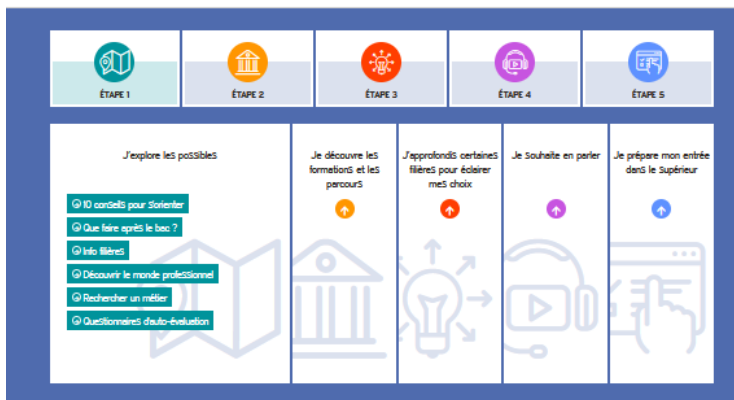 ÉTAPE 1
ÉTAPE 2
ÉTAPE 3
ÉTAPE 4
ÉTAPE 5
J'explore les possibles
10 conseils pour s'orienter
Que faire après le bac ?
Info filières
Découvrir le monde professionnel
Rechercher un métier
Questionnaires d'auto-évaluation
Je découvre les
formations et les
parcours
J'approfondis certaines
filières pour éclairer
mes choix
Je souhaite en parler
Je prépare mon entrée
dans le supérieur